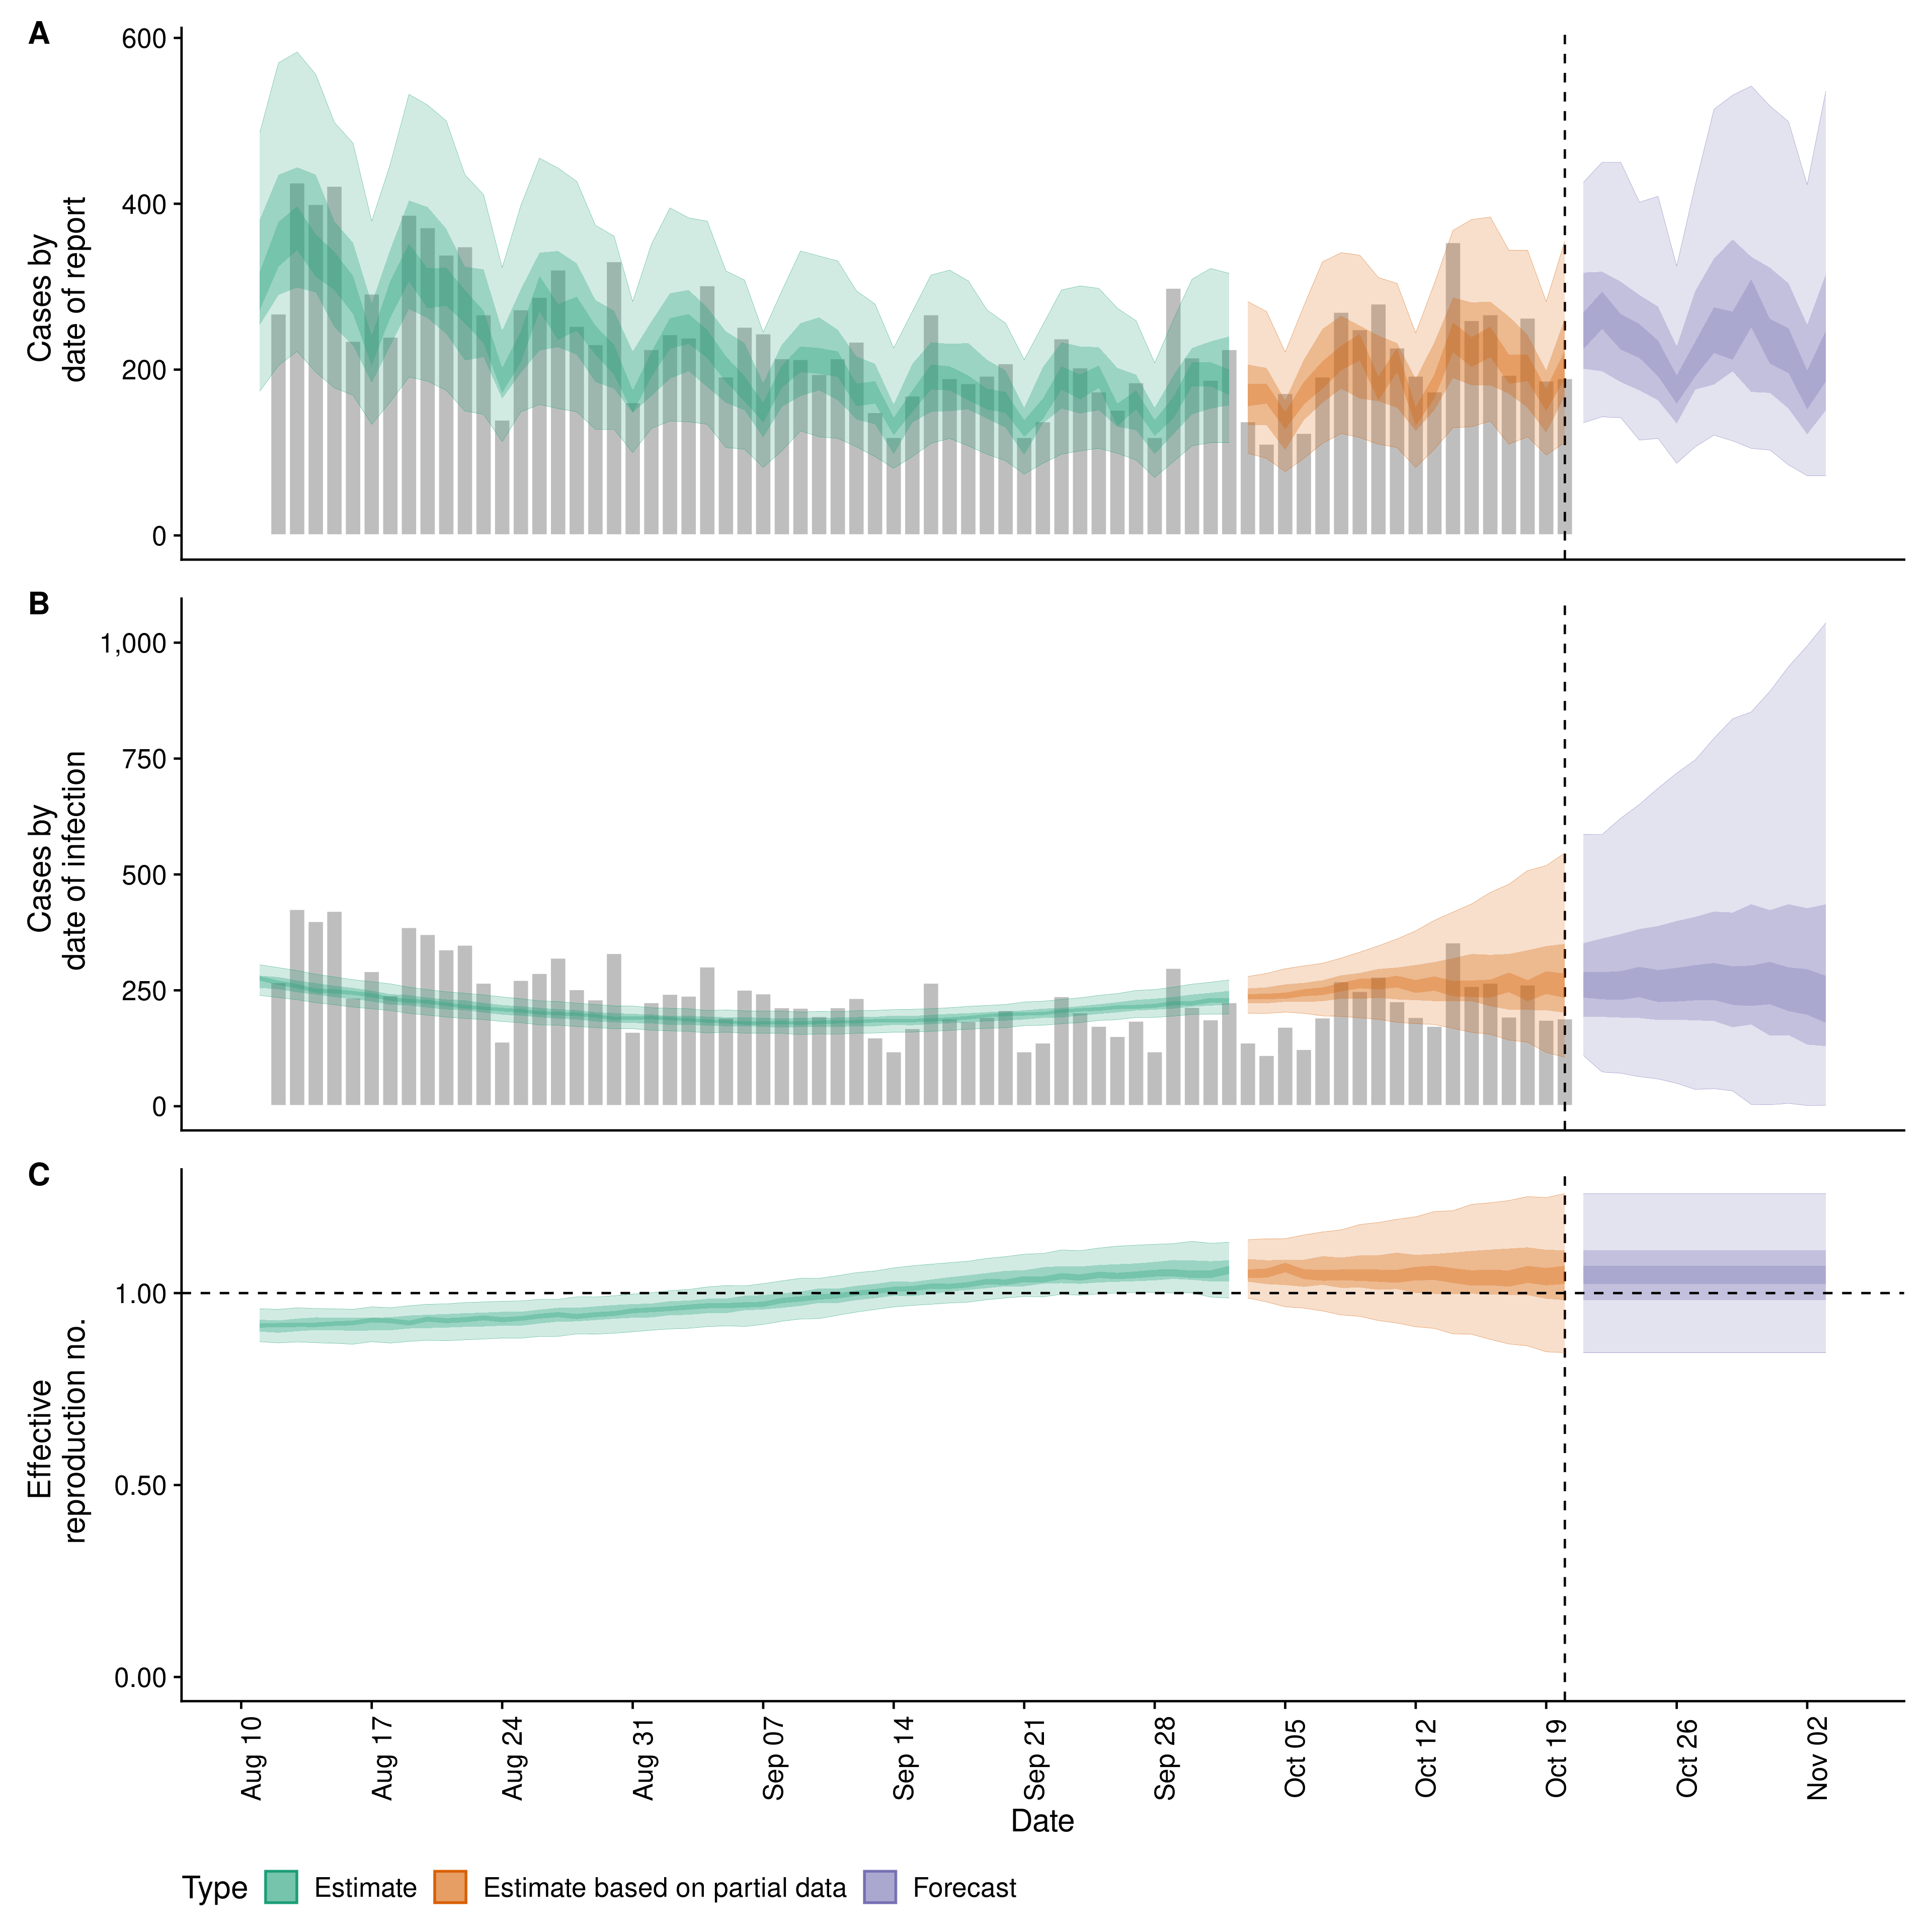 A
600
400
200
0
Cases by
date of report
B
1,000
750
500
250
0
Cases by
date of infection
C
1.00
0.50
0.00
Effective
reproduction no.
Aug 10
Aug 17
Aug 24
Aug 31
Sep 07
Sep 14
Sep 21
Sep 28
Oct 05
Oct 12
Oct 19
Oct 26
Nov 02
Date
Type Estimate Estimate based on partial data Forecast